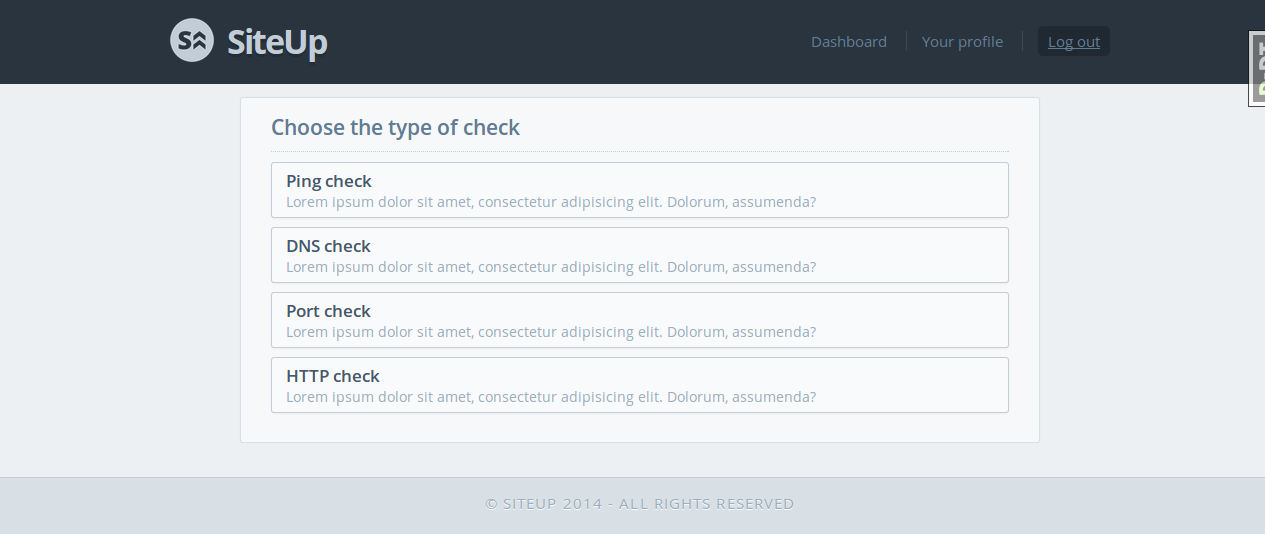 S SiteUp
Dashboard
Your profile
Log out
Choose the type of check
Ping check
Lorem ipsum dolor sit amet, consectetur adipisicing elit. Dolorum, assumenda?
DNS check
Lorem ipsum dolor sit amet, consectetur adipisicing elit. Dolorum, assumenda?
Port check
Lorem ipsum dolor sit amet, consectetur adipisicing elit. Dolorum, assumenda?
HTTP check
Lorem ipsum dolor sit amet, consectetur adipisicing elit. Dolorum, assumenda?
© SITEUP 2014 - ALL RIGHTS RESERVED